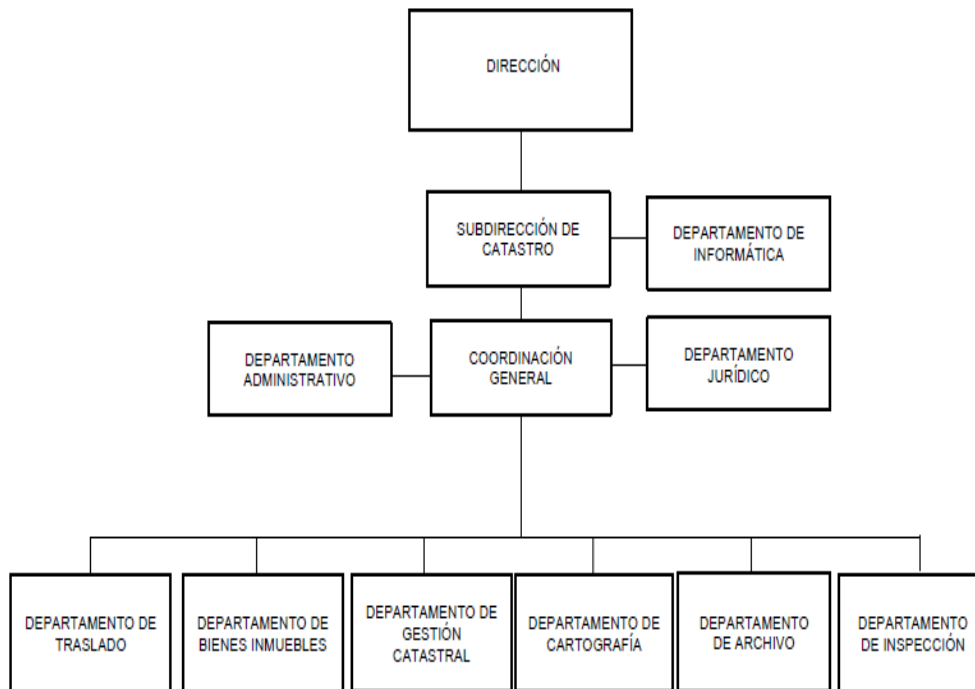 DIRECCIÓN
SUBDIRECCIÓN DE
CATASTRO
DEPARTAMENTO DE
INFORMÁTICA
DEPARTAMENTO
ADMINISTRATIVO
COORDINACIÓN
GENERAL
DEPARTAMENTO
JURÍDICO
DEPARTAMENTO DE
TRASLADO
DEPARTAMENTO DE
BIENES INMUEBLES
DEPARTAMENTO DE
GESTIÓN
CATASTRAL
DEPARTAMENTO DE
CARTOGRAFÍA
DEPARTAMENTO
DE ARCHIVO
DEPARTAMENTO
DE INSPECCIÓN